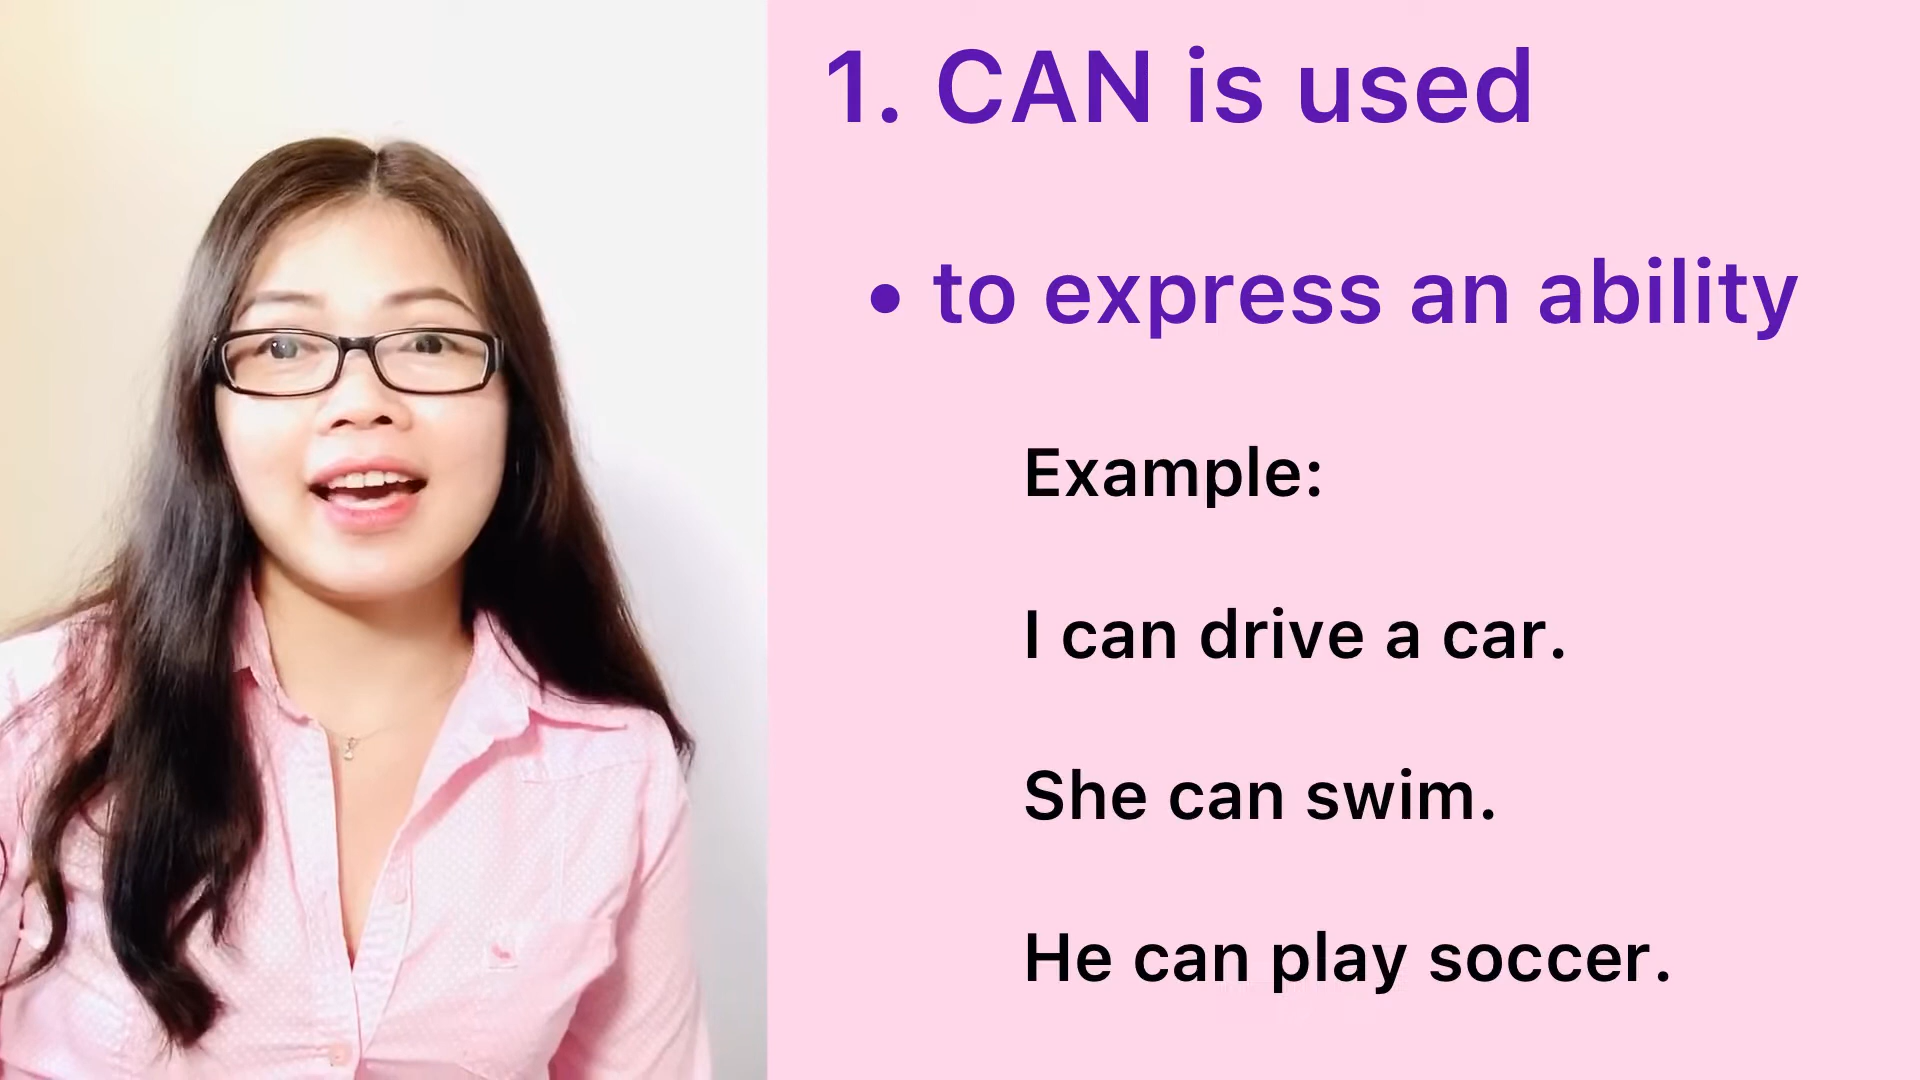 1. CAN is used
• to express an ability
Example:
I can drive a car.
She can swim.
He can play soccer.